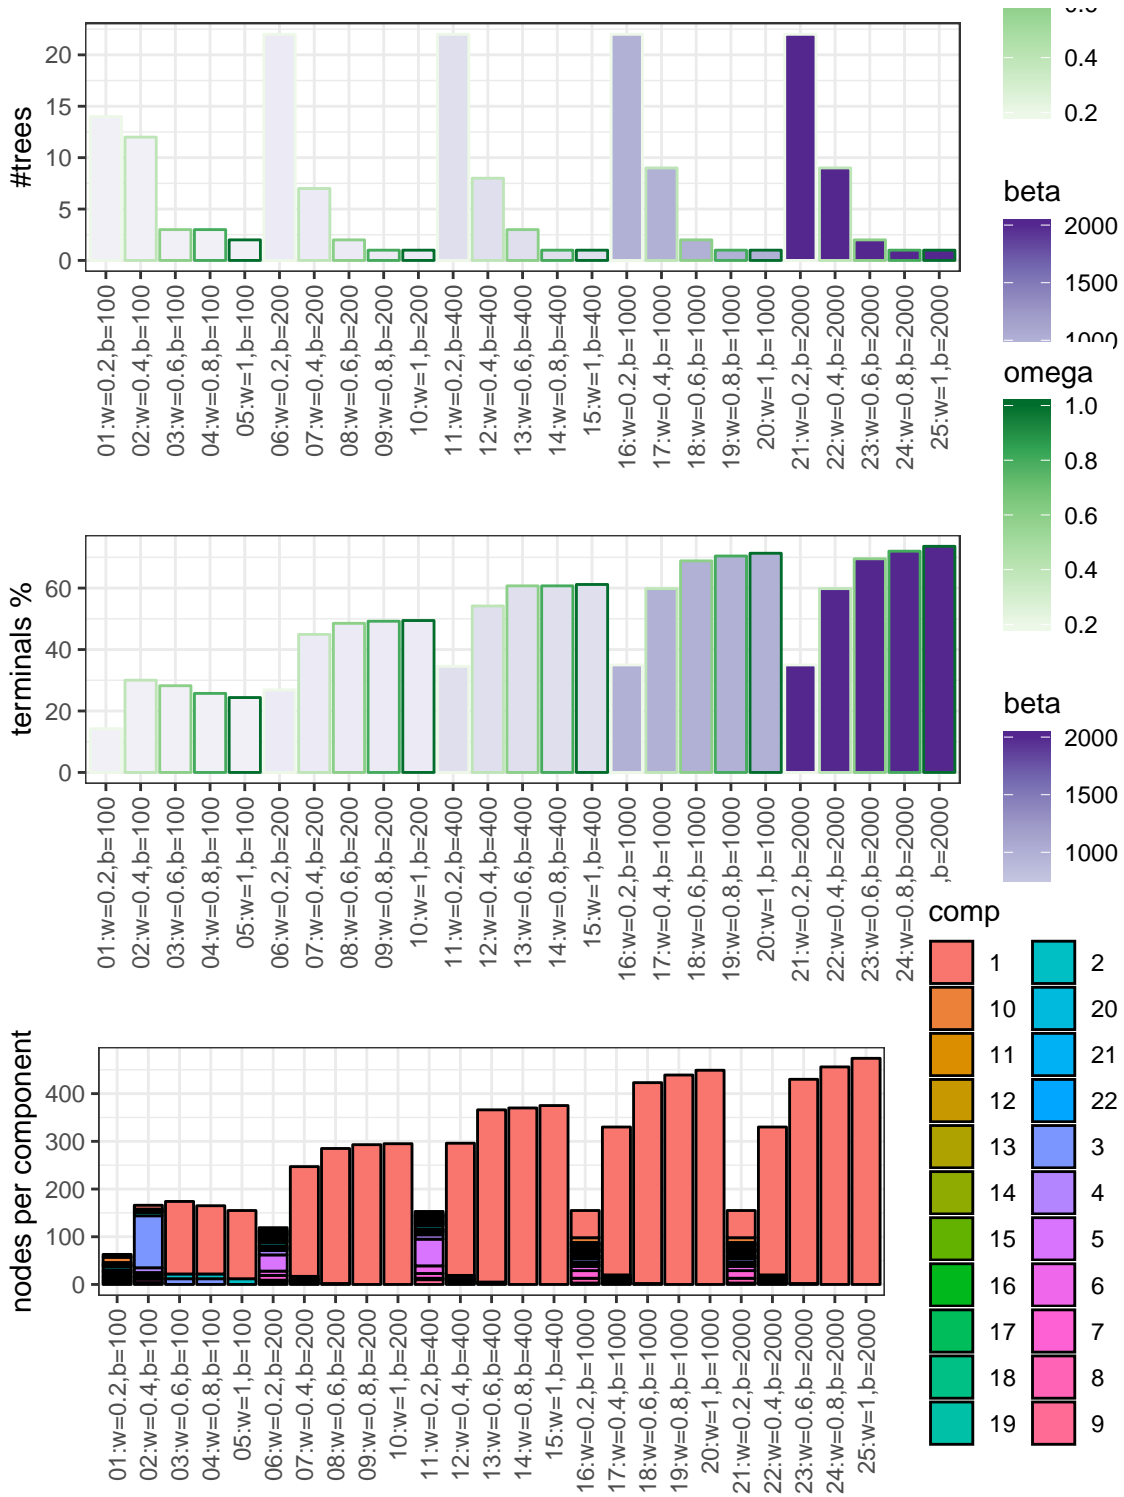 #trees
20
15
10
5
0
01:w=0.2,b=100
02:w=0.4,b=100
03:w=0.6,b=100
04:w=0.8,b=100
05:w=1,b=100
06:w=0.2,b=200
07:w=0.4,b=200
08:w=0.6,b=200
09:w=0.8,b=200
10:w=1,b=200
11:w=0.2,b=400
12:w=0.4,b=400
13:w=0.6,b=400
14:w=0.8,b=400
15:w=1,b=400
16:w=0.2,b=1000
17:w=0.4,b=1000
18:w=0.6,b=1000
19:w=0.8,b=1000
20:w=1,b=1000
21:w=0.2,b=2000
22:w=0.4,b=2000
23:w=0.6,b=2000
24:w=0.8,b=2000
25:w=1,b=2000
0.4
0.2
beta
2000
1500
1000
omega
1.0
0.8
0.6
0.4
0.2
terminals %
60
40
20
0
01:w=0.2,b=100
02:w=0.4,b=100
03:w=0.6,b=100
04:w=0.8,b=100
05:w=1,b=100
06:w=0.2,b=200
07:w=0.4,b=200
08:w=0.6,b=200
09:w=0.8,b=200
10:w=1,b=200
11:w=0.2,b=400
12:w=0.4,b=400
13:w=0.6,b=400
14:w=0.8,b=400
15:w=1,b=400
16:w=0.2,b=1000
17:w=0.4,b=1000
18:w=0.6,b=1000
19:w=0.8,b=1000
20:w=1,b=1000
21:w=0.2,b=2000
22:w=0.4,b=2000
23:w=0.6,b=2000
24:w=0.8,b=2000
,b=2000
beta
2000
1500
1000
nodes per component
400
300
200
100
0
01:w=0.2,b=100
02:w=0.4,b=100
03:w=0.6,b=100
04:w=0.8,b=100
05:w=1,b=100
06:w=0.2,b=200
07:w=0.4,b=200
08:w=0.6,b=200
09:w=0.8,b=200
10:w=1,b=200
11:w=0.2,b=400
12:w=0.4,b=400
13:w=0.6,b=400
14:w=0.8,b=400
15:w=1,b=400
16:w=0.2,b=1000
17:w=0.4,b=1000
18:w=0.6,b=1000
19:w=0.8,b=1000
20:w=1,b=1000
21:w=0.2,b=2000
22:w=0.4,b=2000
23:w=0.6,b=2000
24:w=0.8,b=2000
25:w=1,b=2000
comp
1
10
11
12
13
14
15
16
17
18
19
2
20
21
22
3
4
5
6
7
8
9